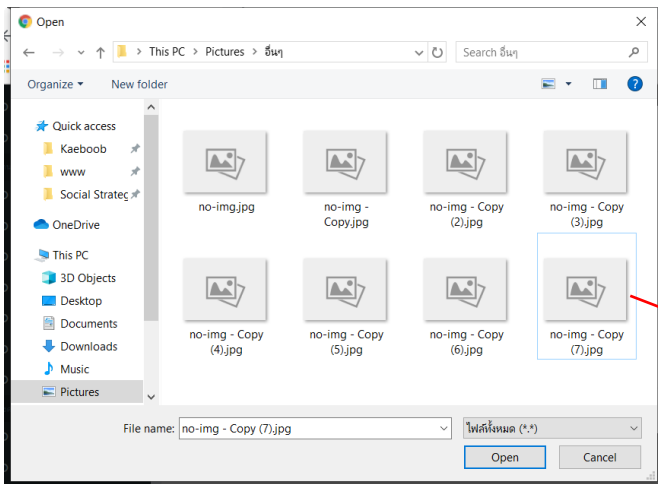 Open
This PC > Pictures > อื่นๆ
Search อื่นๆ
Organize
New folder
Quick access
Kaeboob
www
Social Strateg
OneDrive
This PC
3D Objects
Desktop
Documents
Downloads
Music
Pictures
no-img.jpg
no-img -
Copy.jpg
no-img - Copy
(2).jpg
no-img - Copy
(3).jpg
no-img - Copy
(4).jpg
no-img - Copy
(5).jpg
no-img - Copy
(6).jpg
no-img - Copy
(7).jpg
File name: no-img - Copy (7).jpg
ไฟล์ทั้งหมด (*.*)
Open
Cancel